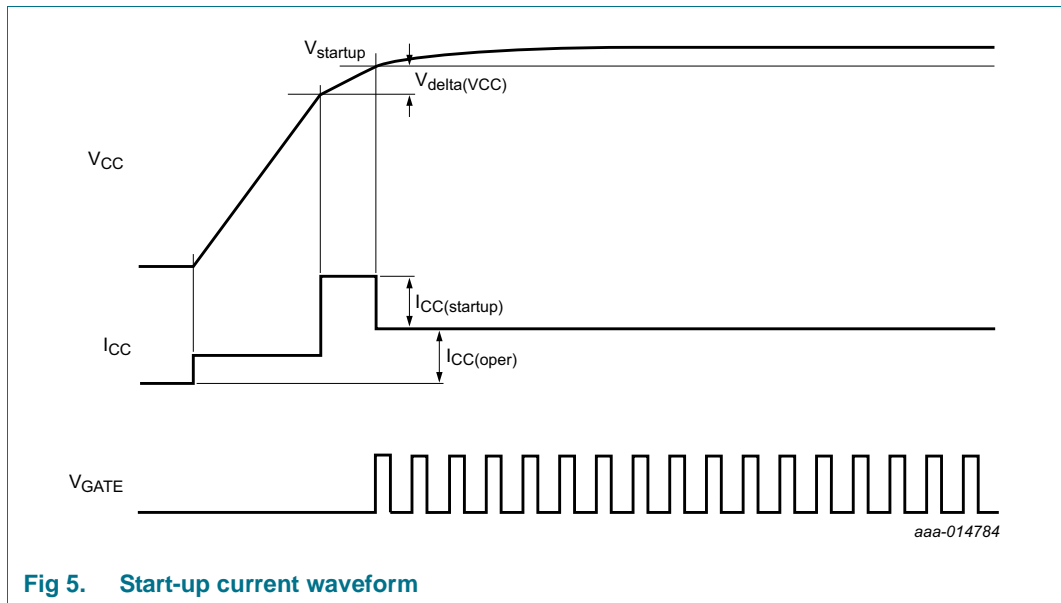 Vstartup
Vdelta(VCC)
VCC
ICC(startup)
ICC
ICC(oper)
VGATE
aaa-014784
Fig 5. Start-up current waveform